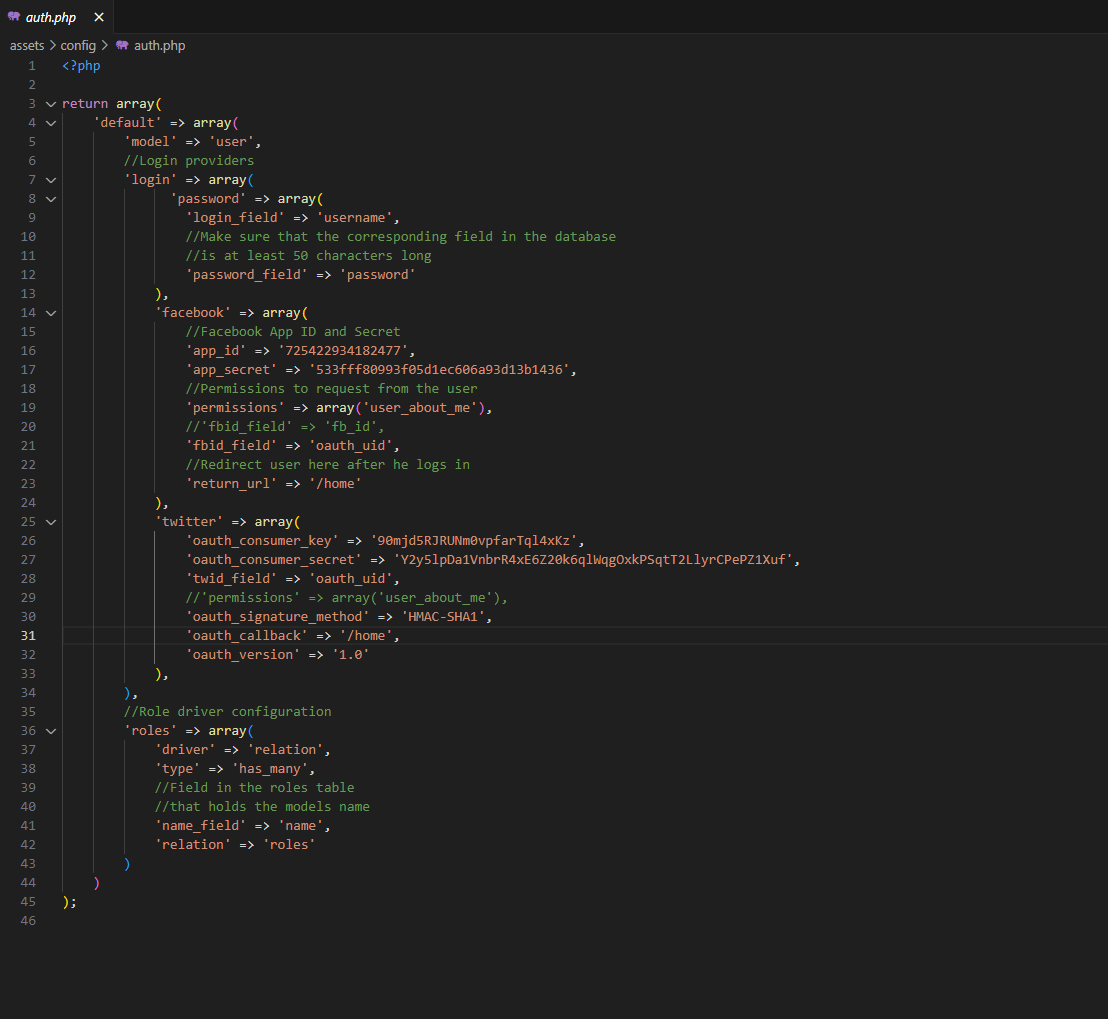 auth.php ×
assets > config > auth.php
1 <?php
2
3 return array(
4 'default' => array(
5 'model' => 'user',
6 //Login providers
7 'login' => array(
8 'password' => array(
9 'login_field' => 'username',
10 //Make sure that the corresponding field in the database
11 //is at least 50 characters long
12 'password_field' => 'password'
13 ),
14 'facebook' => array(
15 //Facebook App ID and Secret
16 'app_id' => '725422934182477',
17 'app_secret' => '533fff80993f05d1ec606a93d13b1436',
18 //Permissions to request from the user
19 'permissions' => array('user_about_me'),
20 //'fbid_field' => 'fb_id',
21 'fbid_field' => 'oauth_uid',
22 //Redirect user here after he logs in
23 'return_url' => '/home'
24 ),
25 'twitter' => array(
26 'oauth_consumer_key' => '90mjd5RJRUNm0vpfarTql4xKz',
27 'oauth_consumer_secret' => 'Y2y5lpDa1VnbrR4xE6Z20k6qlWqgOxkPSqtT2LlyrCPePZ1Xuf',
28 'twid_field' => 'oauth_uid',
29 //'permissions' => array('user_about_me'),
30 'oauth_signature_method' => 'HMAC-SHA1',
31 'oauth_callback' => '/home',
32 'oauth_version' => '1.0'
33 ),
34 ),
35 //Role driver configuration
36 'roles' => array(
37 'driver' => 'relation',
38 'type' => 'has_many',
39 //Field in the roles table
40 //that holds the models name
41 'name_field' => 'name',
42 'relation' => 'roles'
43 )
44 )
45 );
46